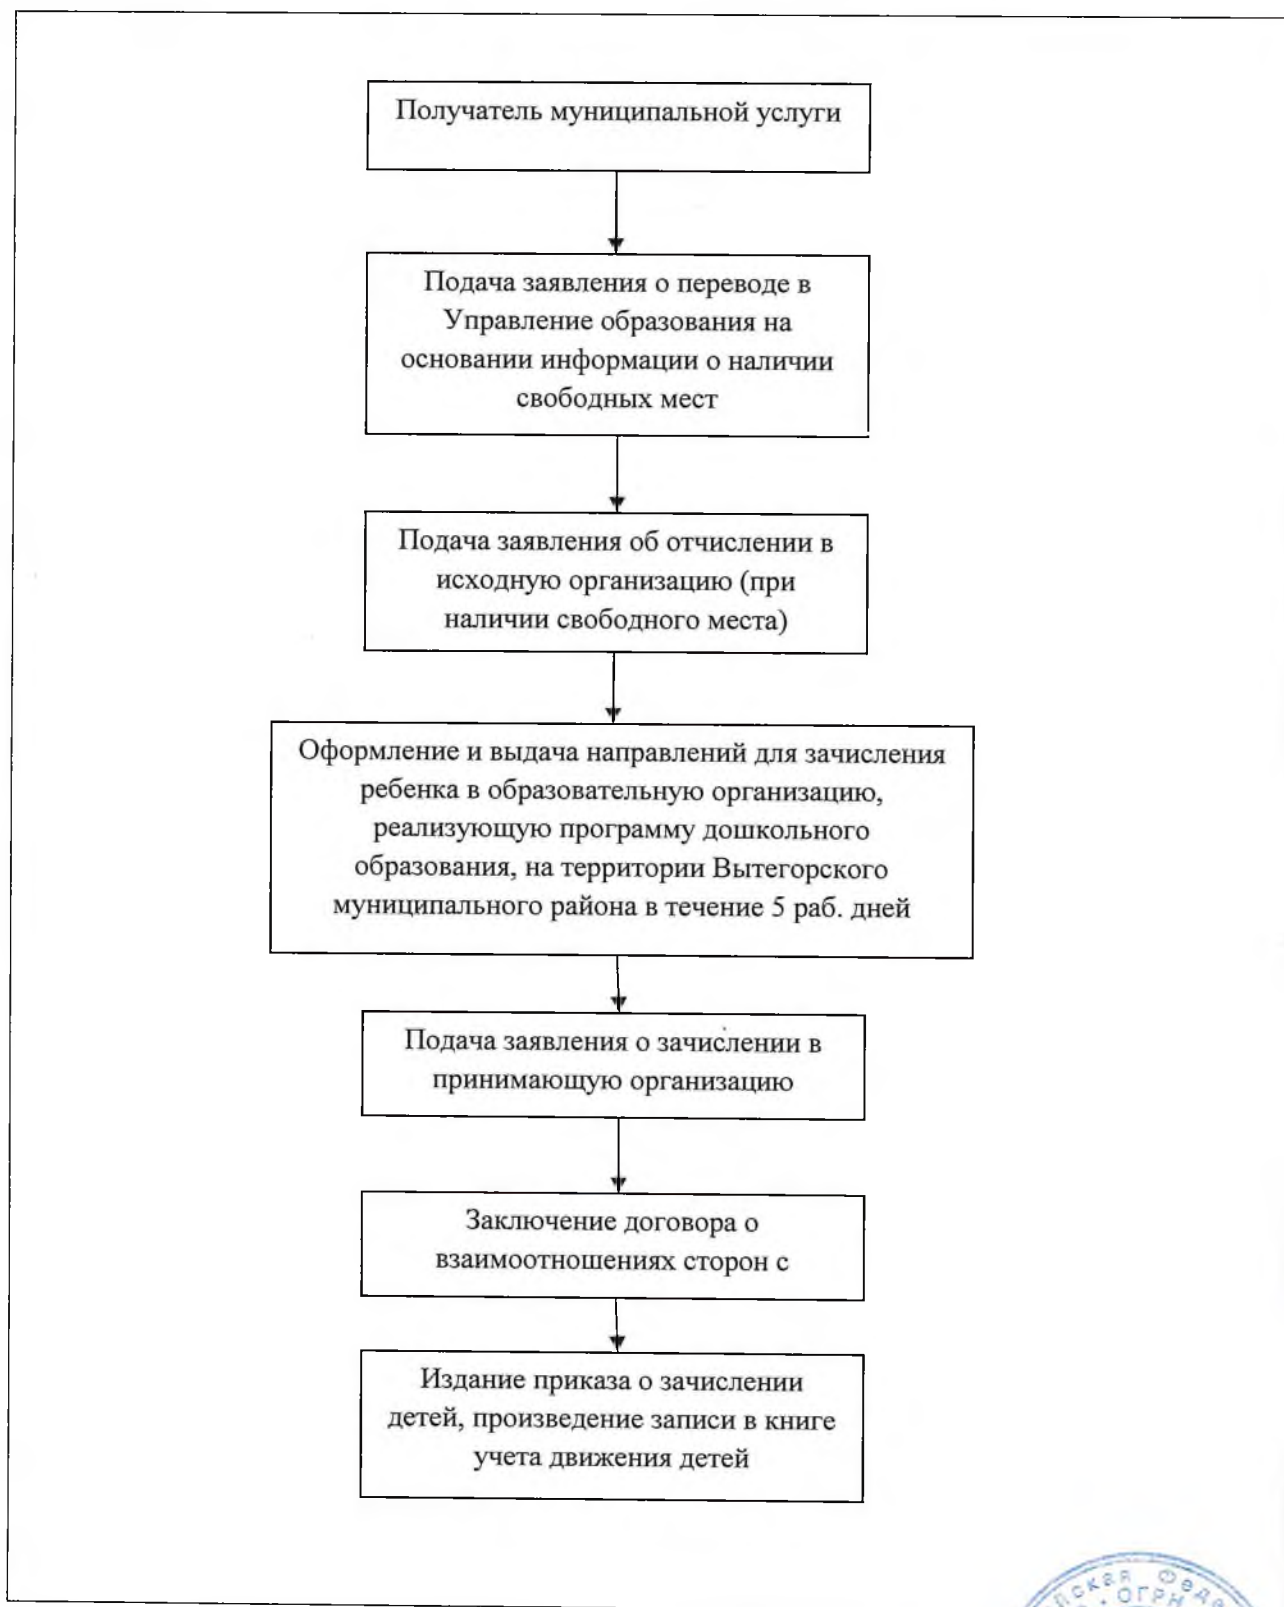 Получатель муниципальной услуги
Подача заявления о переводе в
Управление образования на
основании информации о наличии
свободных мест
Подача заявления об отчислении в
исходную организацию (при
наличии свободного места)
Оформление и выдача направлений для зачисления
ребенка в образовательную организацию,
реализующую программу дошкольного
образования, на территории Вытегорского
муниципального района в течение 5 раб. дней
Подача заявления о зачислении в
принимающую организацию
Заключение договора о
взаимоотношениях сторон с
Издание приказа о зачислении
детей, произведение записи в книге
учета движения детей
ОГРН